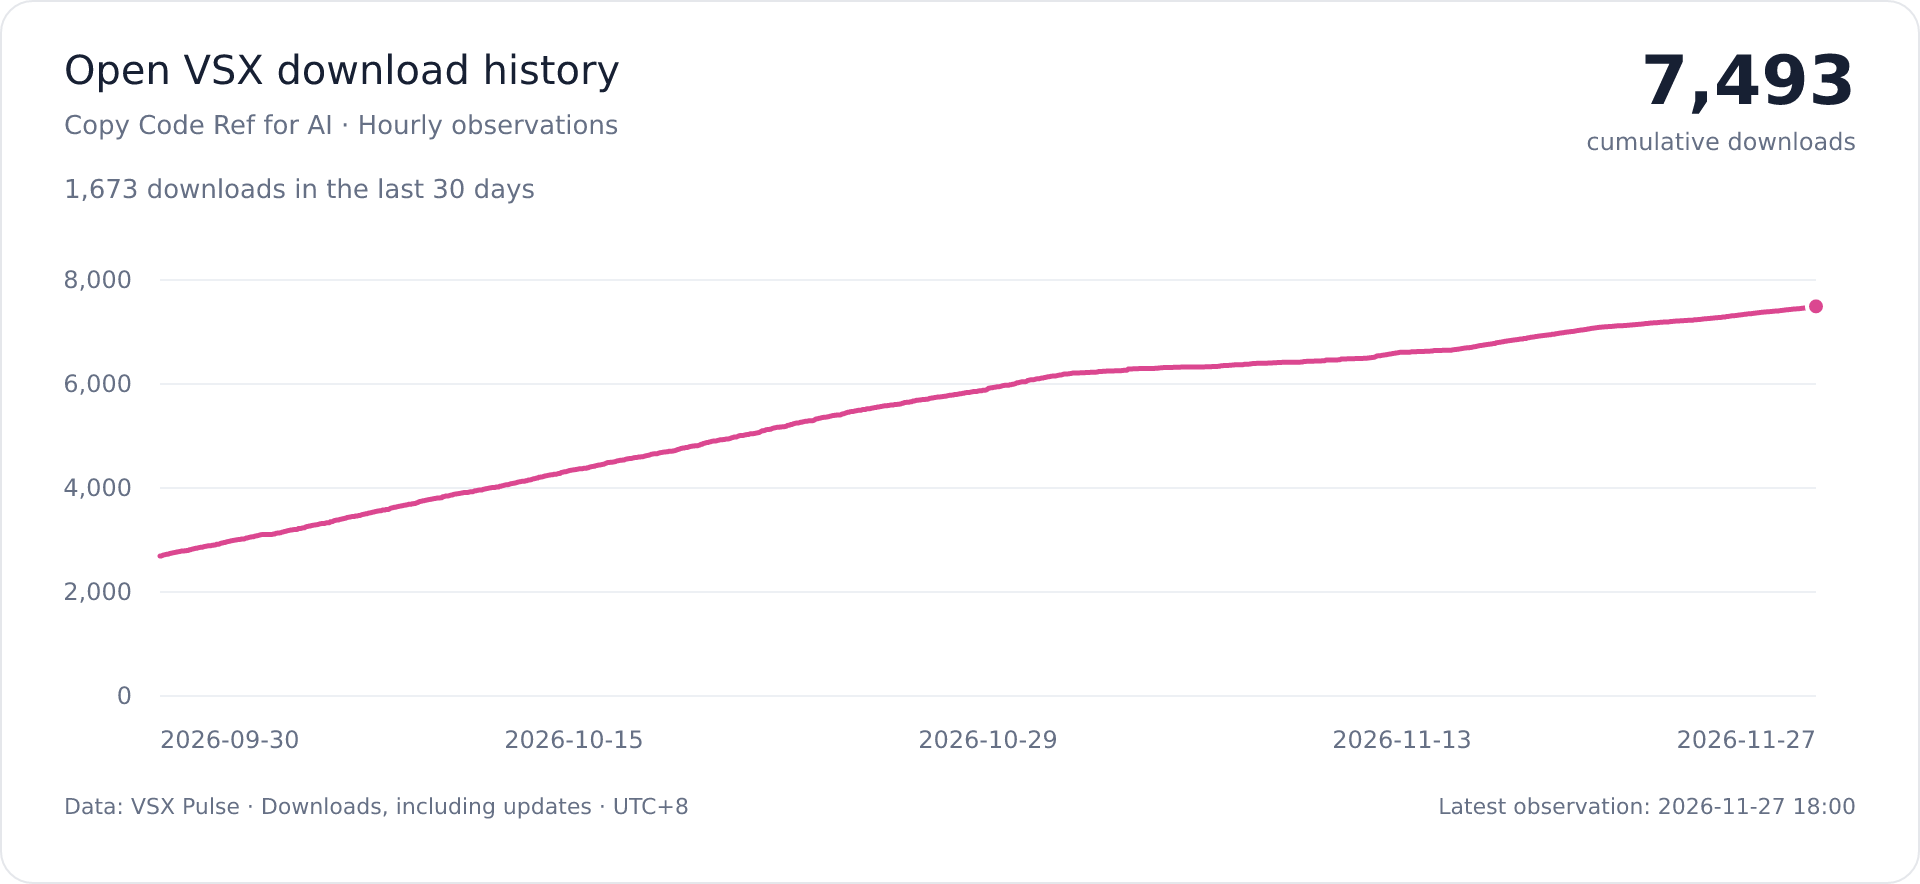 Open VSX download history
7,493
Copy Code Ref for AI · Hourly observations
cumulative downloads
1,673 downloads in the last 30 days
8,000
6,000
4,000
2,000
0
2026-09-30
2026-10-15
2026-10-29
2026-11-13
2026-11-27
Data: VSX Pulse · Downloads, including updates · UTC+8
Latest observation: 2026-11-27 18:00